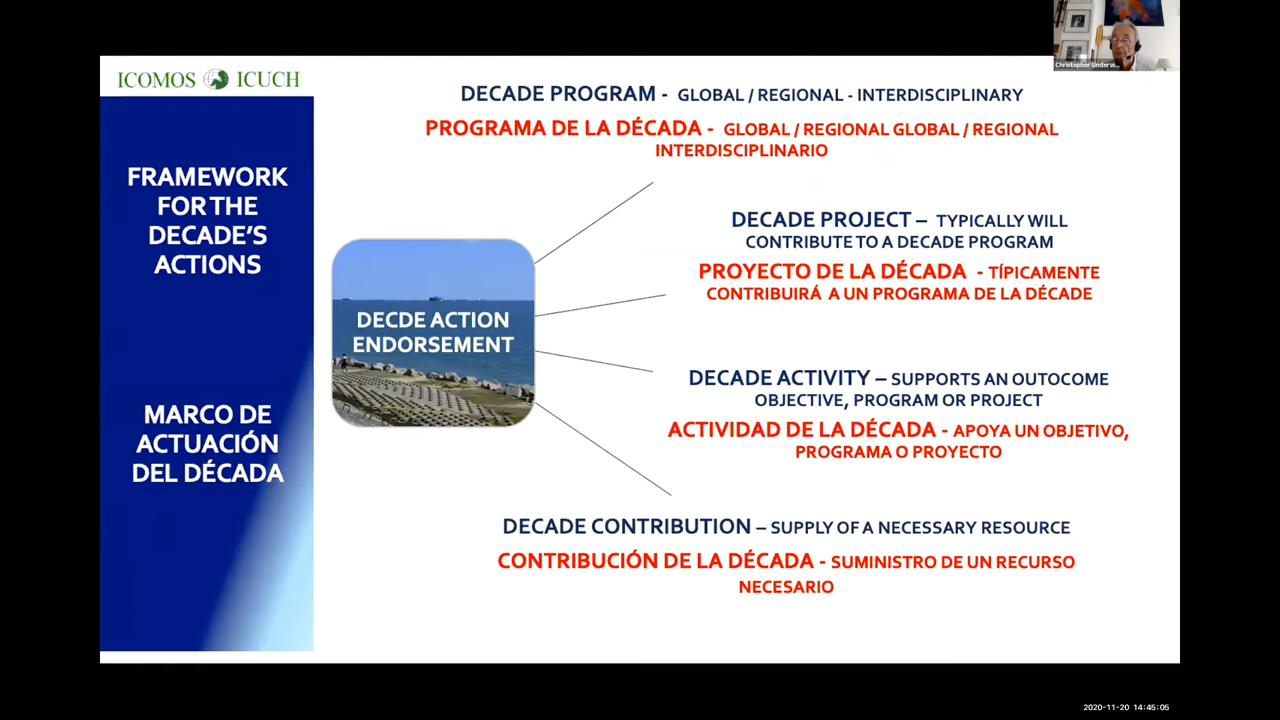 ICOMOS ICUCH
FRAMEWORK
FOR THE
DECADE'S
ACTIONS
MARCO DE
ACTUACIÓN
DEL DÉCADA
DECADE PROGRAM - GLOBAL / REGIONAL - INTERDISCIPLINARY
PROGRAMA DE LA DÉCADA - GLOBAL / REGIONAL GLOBAL / REGIONAL
INTERDISCIPLINARIO
DECDE ACTION
ENDORSEMENT
DECADE PROJECT – TYPICALLY WILL
CONTRIBUTE TO A DECADE PROGRAM
PROYECTO DE LA DÉCADA - TÍPICAMENTE
CONTRIBUIRÁ A UN PROGRAMA DE LA DÉCADE
DECADE ACTIVITY – SUPPORTS AN OUTOCOME
OBJECTIVE, PROGRAM OR PROJECT
ACTIVIDAD DE LA DÉCADA - APOYA UN OBJETIVO,
PROGRAMA O PROYECTO
DECADE CONTRIBUTION – SUPPLY OF A NECESSARY RESOURCE
CONTRIBUCIÓN DE LA DÉCADA - SUMINISTRO DE UN RECURSO
NECESARIO
Christopher Underw...
2020-11-20 14:45:05